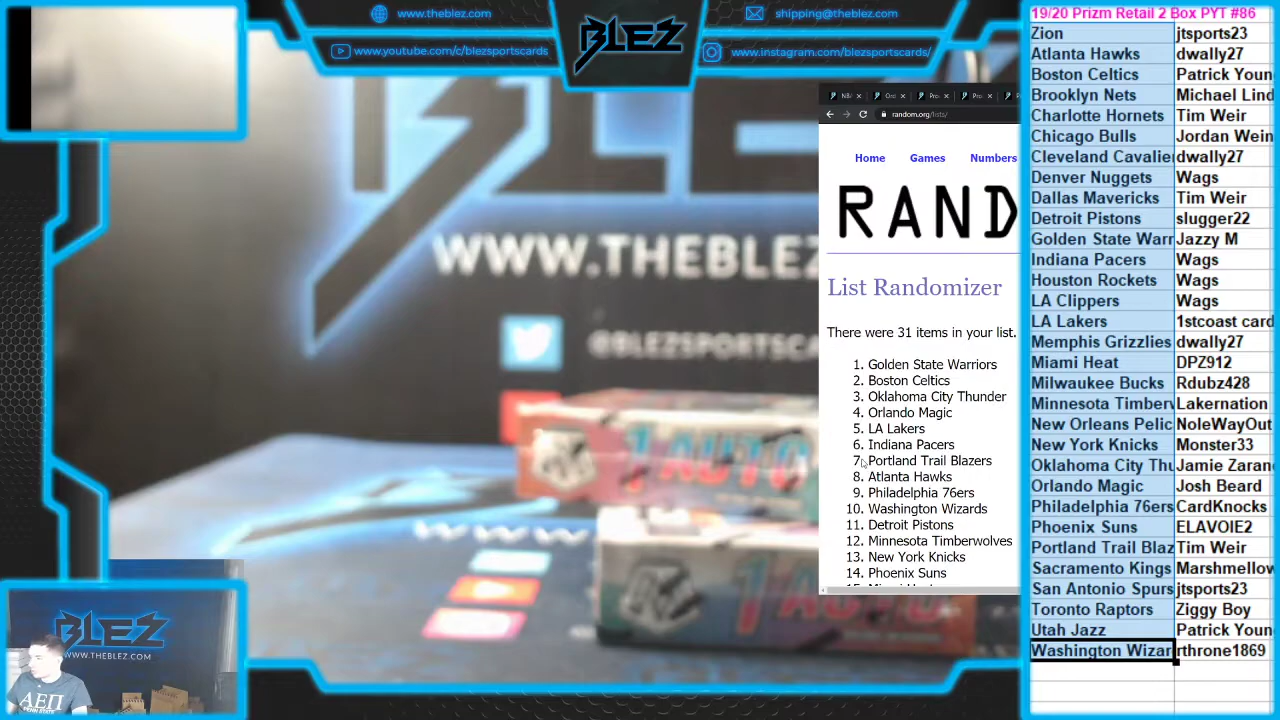 www.theblez.com
BLEZ
shipping@theblez.com
www.youtube.com/c/blezsportscards
www.instagram.com/blezsportscards/
19/20 Prizm Retail 2 Box PYT #86
Zion jtsports23
Atlanta Hawks dwally27
Boston Celtics Patrick Youn
Brooklyn Nets Michael Lind
Charlotte Hornets Tim Weir
Chicago Bulls Jordan Wein
Cleveland Cavalie dwally27
Denver Nuggets Wags
Dallas Mavericks Tim Weir
Detroit Pistons slugger22
Golden State Warr Jazzy M
Indiana Pacers Wags
Houston Rockets Wags
LA Clippers Wags
LA Lakers 1stcoast card
Memphis Grizzlies dwally27
Miami Heat DPZ912
Milwaukee Bucks Rdubz428
Minnesota Timberv Lakernation
New Orleans Pelic NoleWayOut
New York Knicks Monster33
Oklahoma City Thu Jamie Zaran
Orlando Magic Josh Beard
Philadelphia 76ers CardKnocks
Phoenix Suns ELAVOIE2
Portland Trail Blaz Tim Weir
Sacramento Kings Marshmellow
San Antonio Spurs jtsports23
Toronto Raptors Ziggy Boy
Utah Jazz Patrick Youn
Washington Wizar rthrone1869
random.org/lists/
Home Games Numbers
RAND
List Randomizer
There were 31 items in your list.
1. Golden State Warriors
2. Boston Celtics
3. Oklahoma City Thunder
4. Orlando Magic
5. LA Lakers
6. Indiana Pacers
7. Portland Trail Blazers
8. Atlanta Hawks
9. Philadelphia 76ers
10. Washington Wizards
11. Detroit Pistons
12. Minnesota Timberwolves
13. New York Knicks
14. Phoenix Suns
WWW.THEBLEZ
@BLEZSPORTSCA
1 AUTO
1 AUTO
BLEZ
WWW.THEBLEZ.COM
ΑΕΠ
PENN STATE